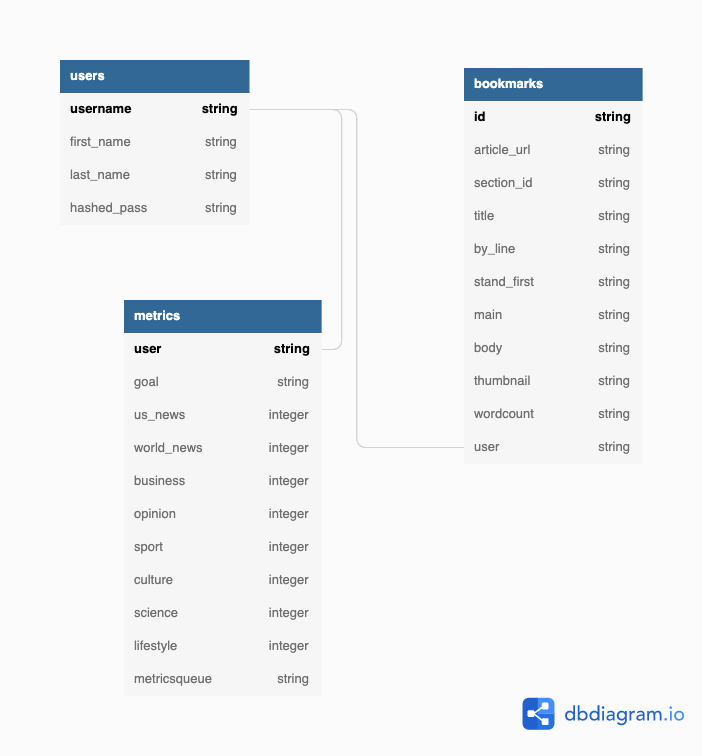 users
username string
first_name string
last_name string
hashed_pass string
bookmarks
id string
article_url string
section_id string
title string
by_line string
stand_first string
main string
body string
thumbnail string
wordcount string
user string
metrics
user string
goal string
us_news integer
world_news integer
business integer
opinion integer
sport integer
culture integer
science integer
lifestyle integer
metricsqueue string
dbdiagram.io